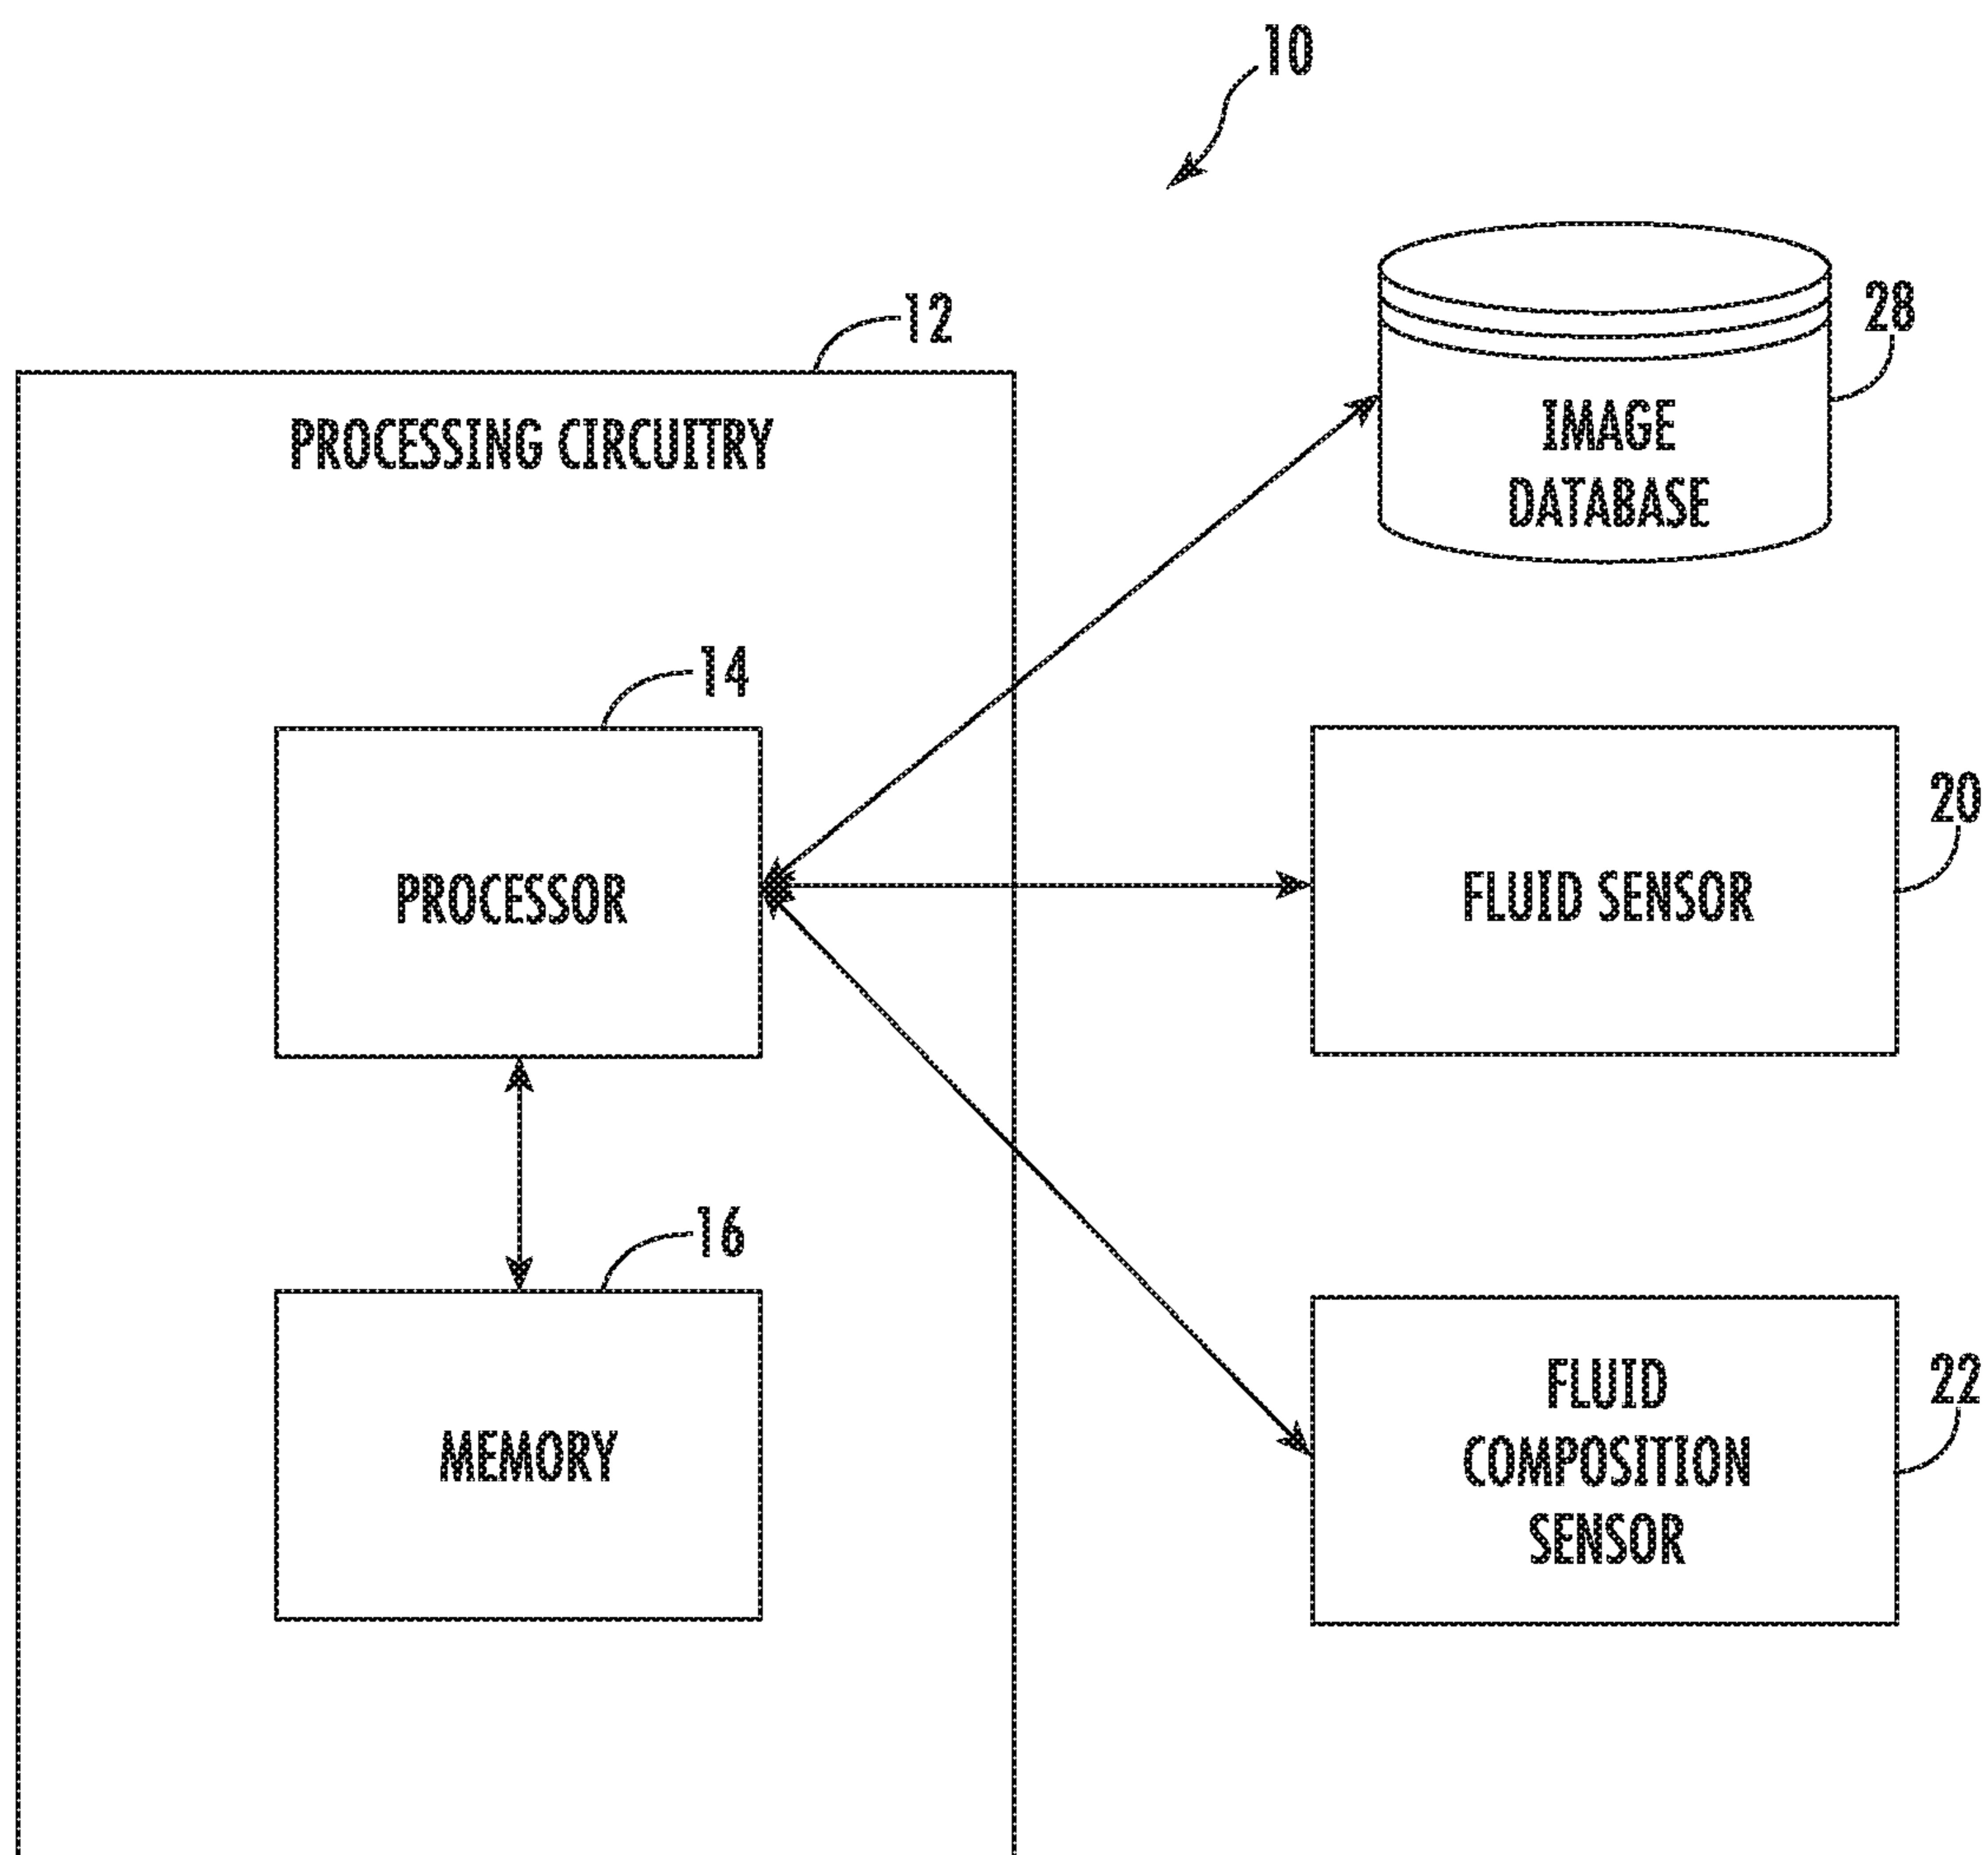 10
12
28
PROCESSING CIRCUITRY
IMAGE
DATABASE
14
20
PROCESSOR
FLUID SENSOR
16
22
MEMORY
FLUID
COMPOSITION
SENSOR